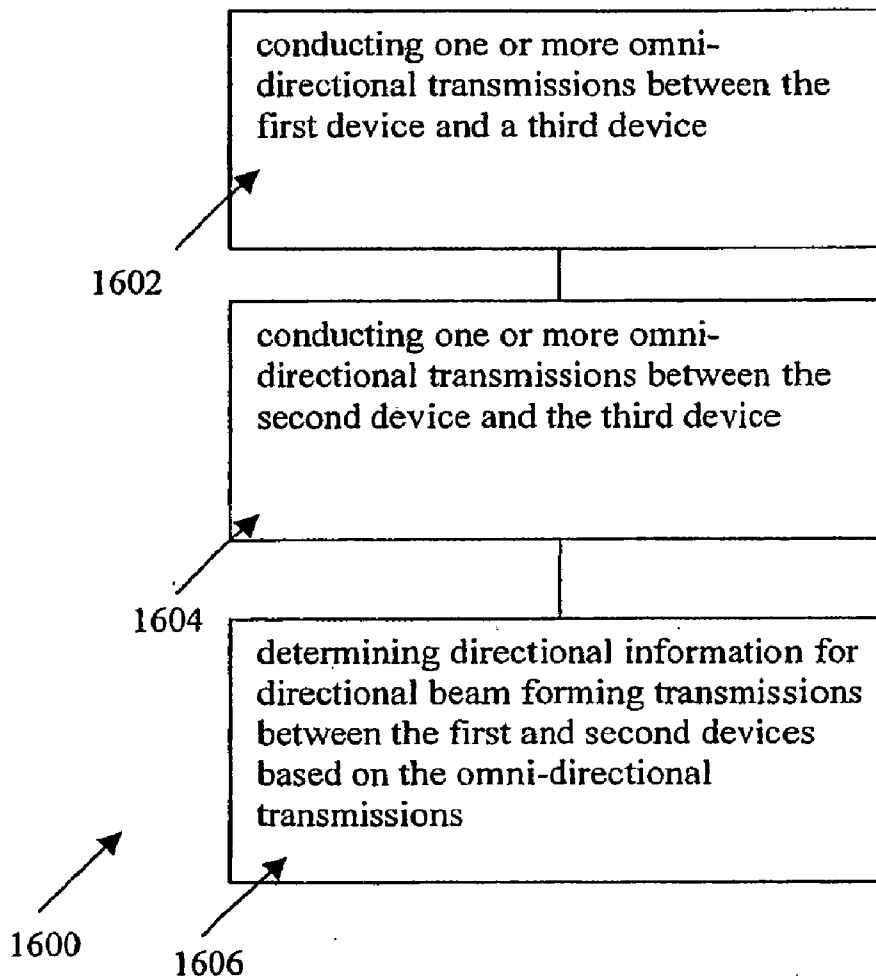 conducting one or more omni-
directional transmissions between the
first device and a third device
1602
conducting one or more omni-
directional transmissions between the
second device and the third device
1604
determining directional information for
directional beam forming transmissions
between the first and second devices
based on the omni-directional
transmissions
1600
1606